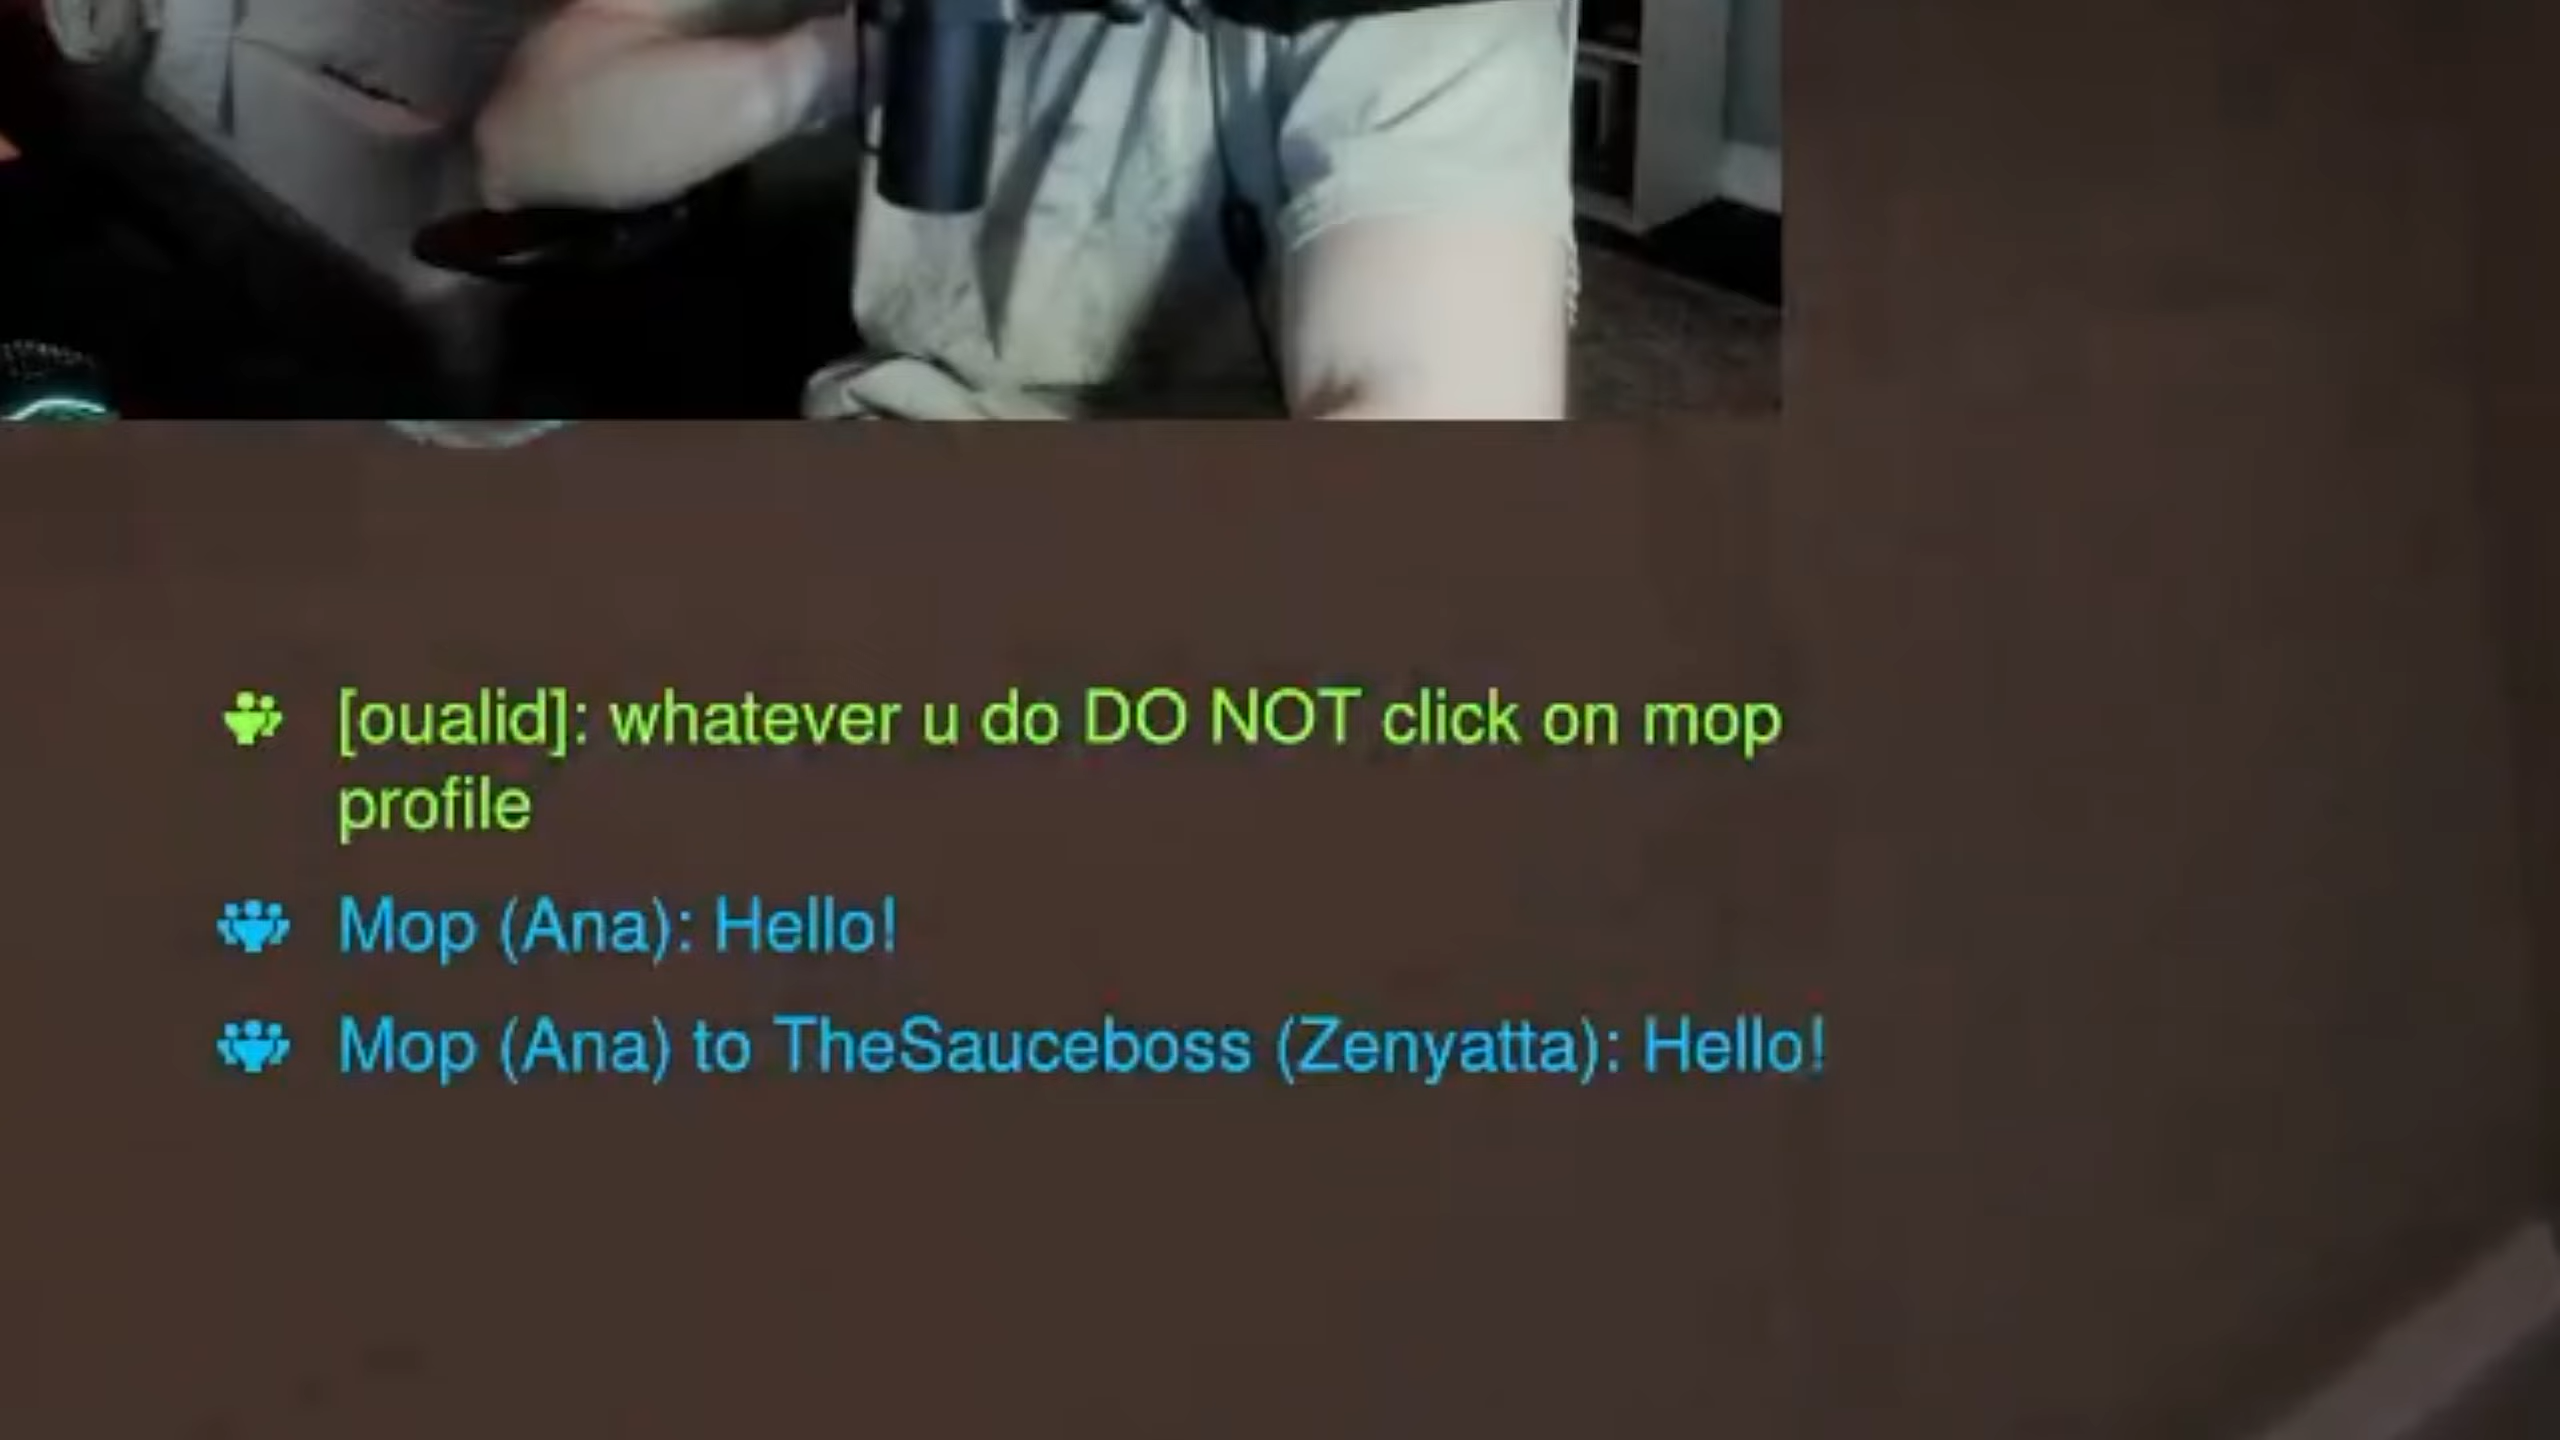 [oualid]: whatever u do DO NOT click on mop
profile
Mop (Ana): Hello!
Mop (Ana) to TheSauceboss (Zenyatta): Hello!